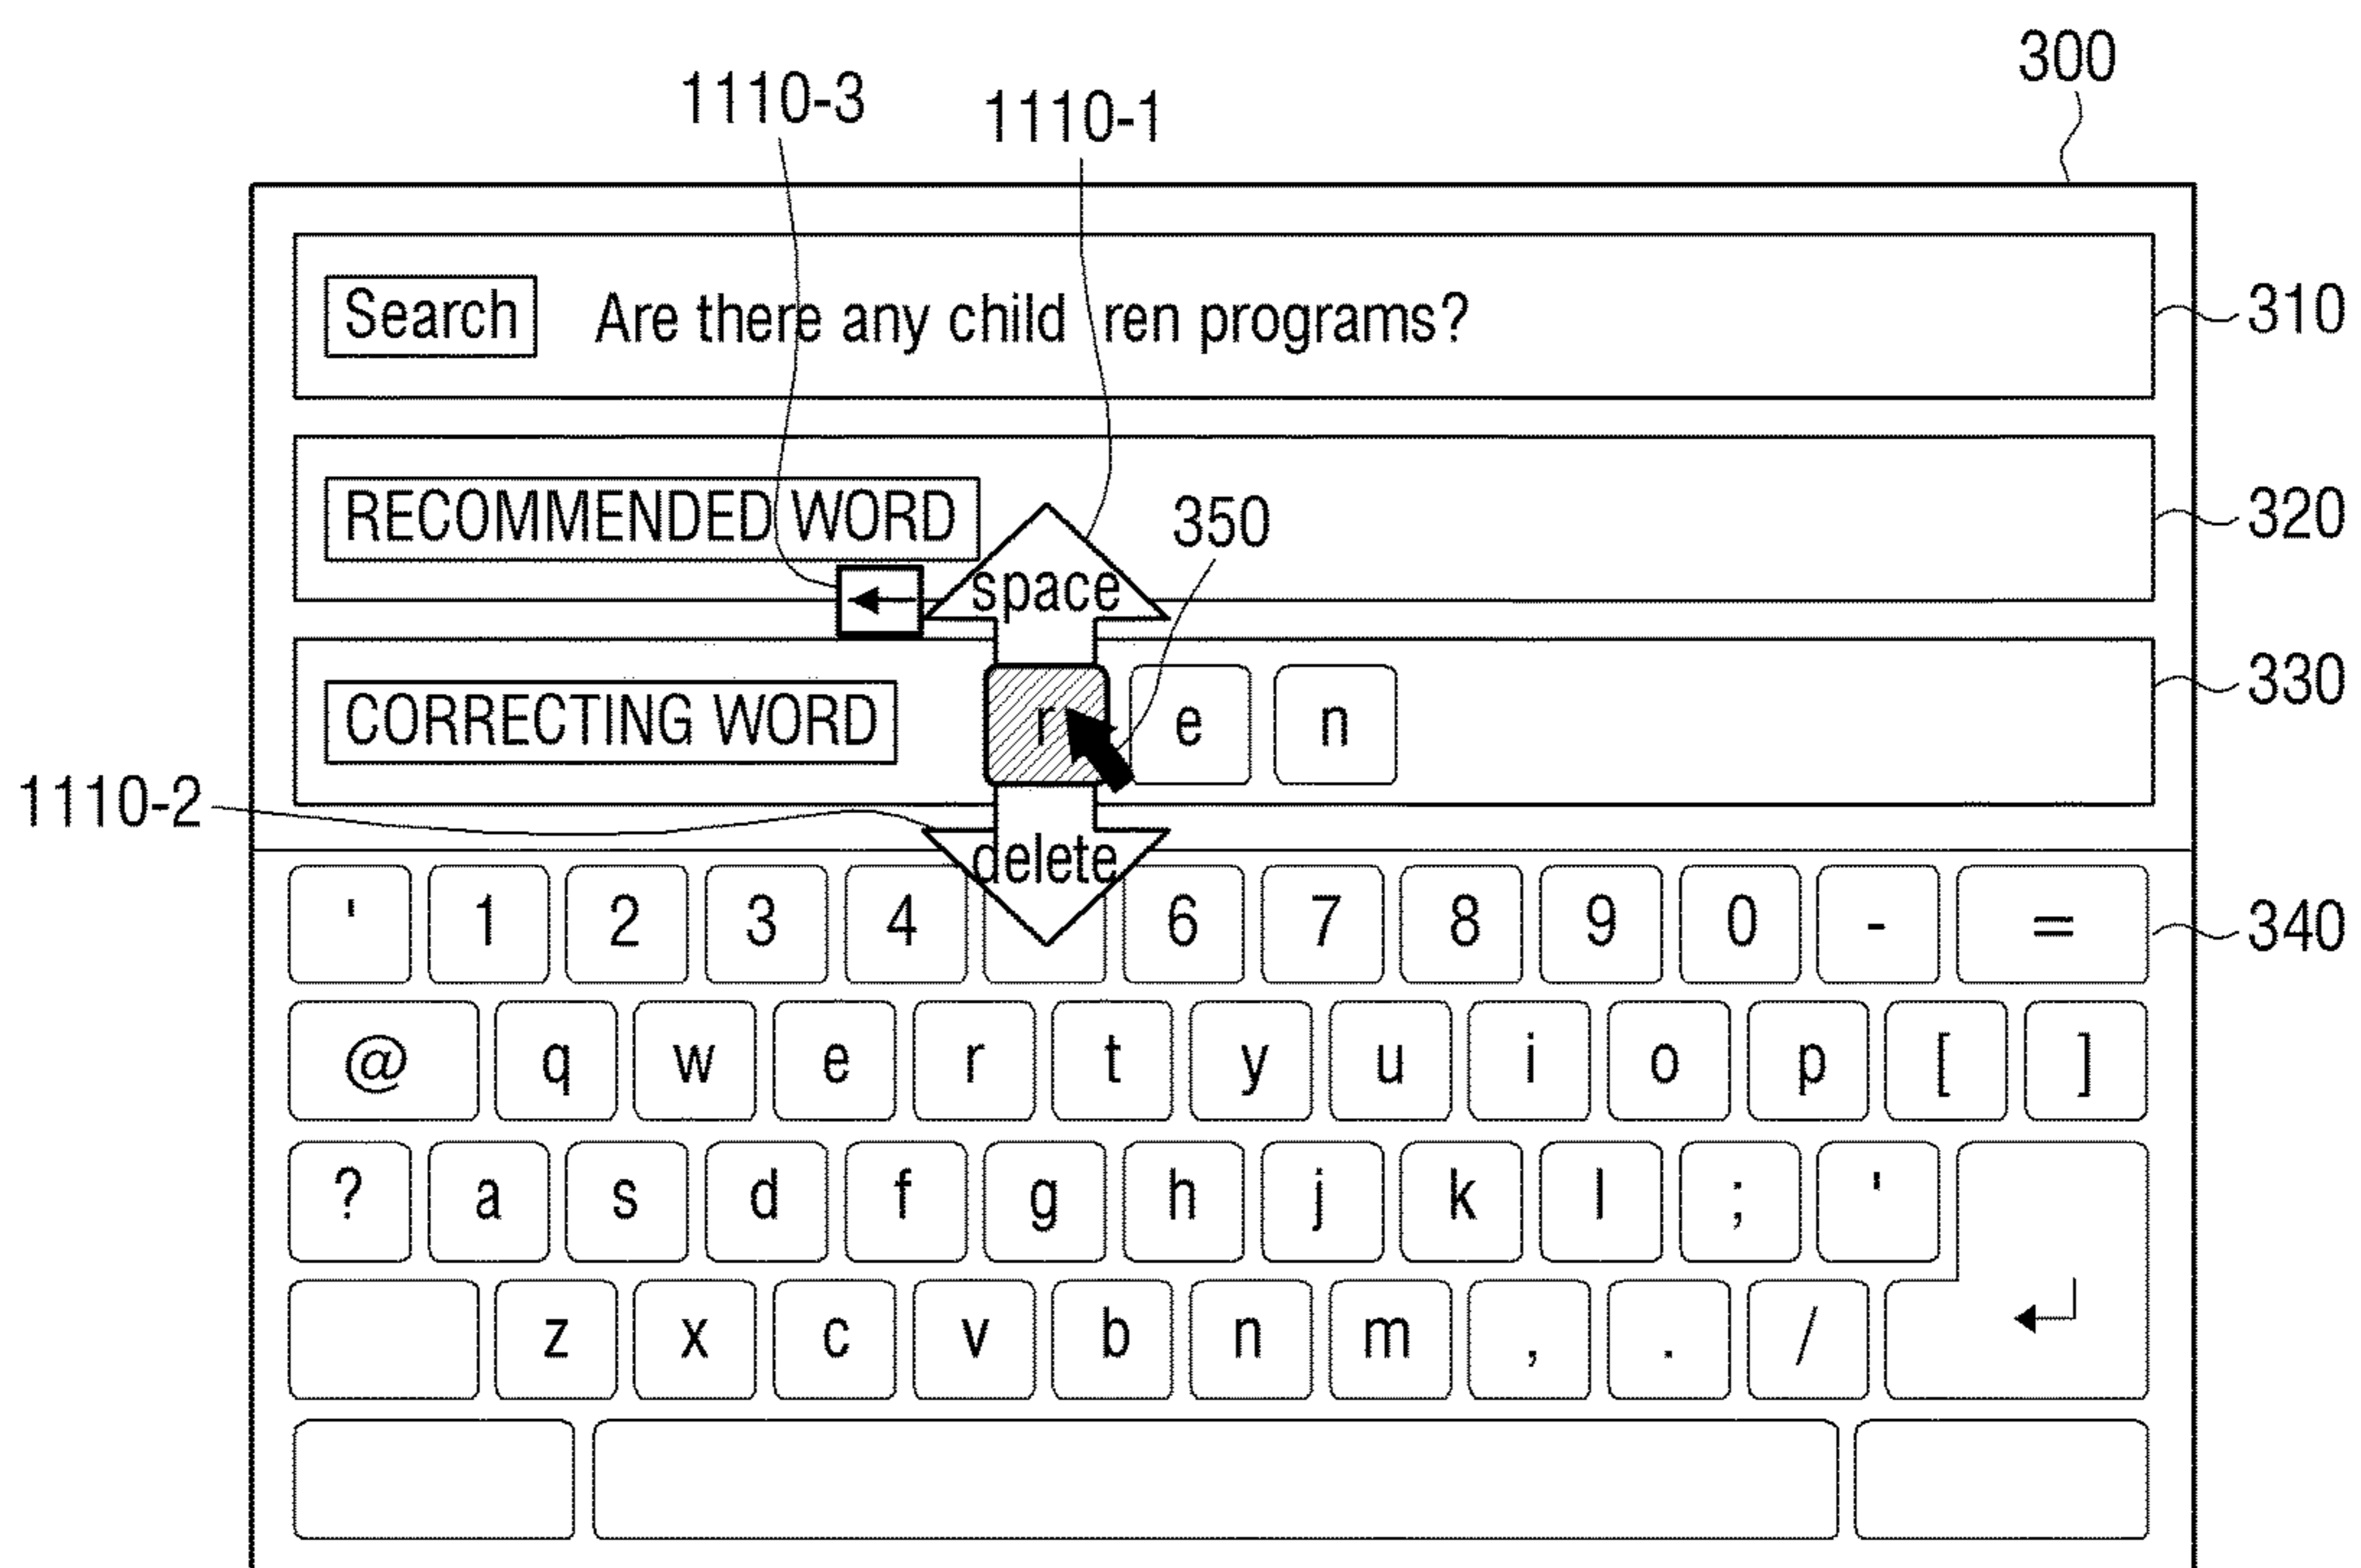 300
1110-3 1110-1
Search Are there any child ren programs? 310
RECOMMENDED WORD 320
350
space
←
CORRECTING WORD r e n 330
1110-2
delete
' 1 2 3 4 6 7 8 9 0 - = 340
@ q w e r t y u i o p [ ]
? a s d f g h j k l ; '
z x c v b n m , . /